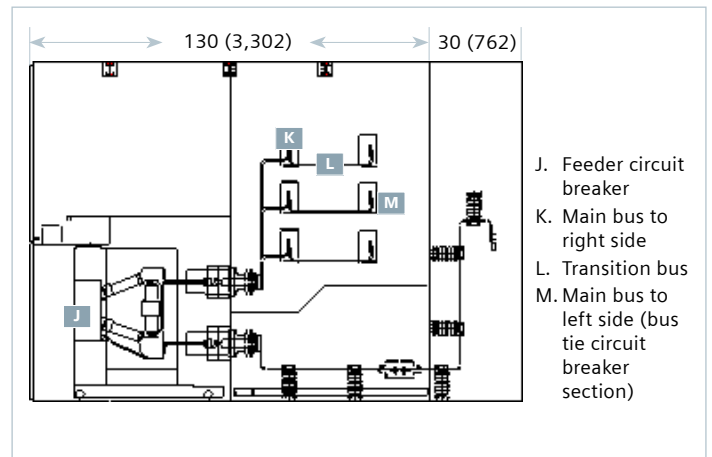 130 (3,302) 30 (762)
K
L
M
J
J. Feeder circuit
breaker
K. Main bus to
right side
L. Transition bus
M. Main bus to
left side (bus
tie circuit
breaker
section)